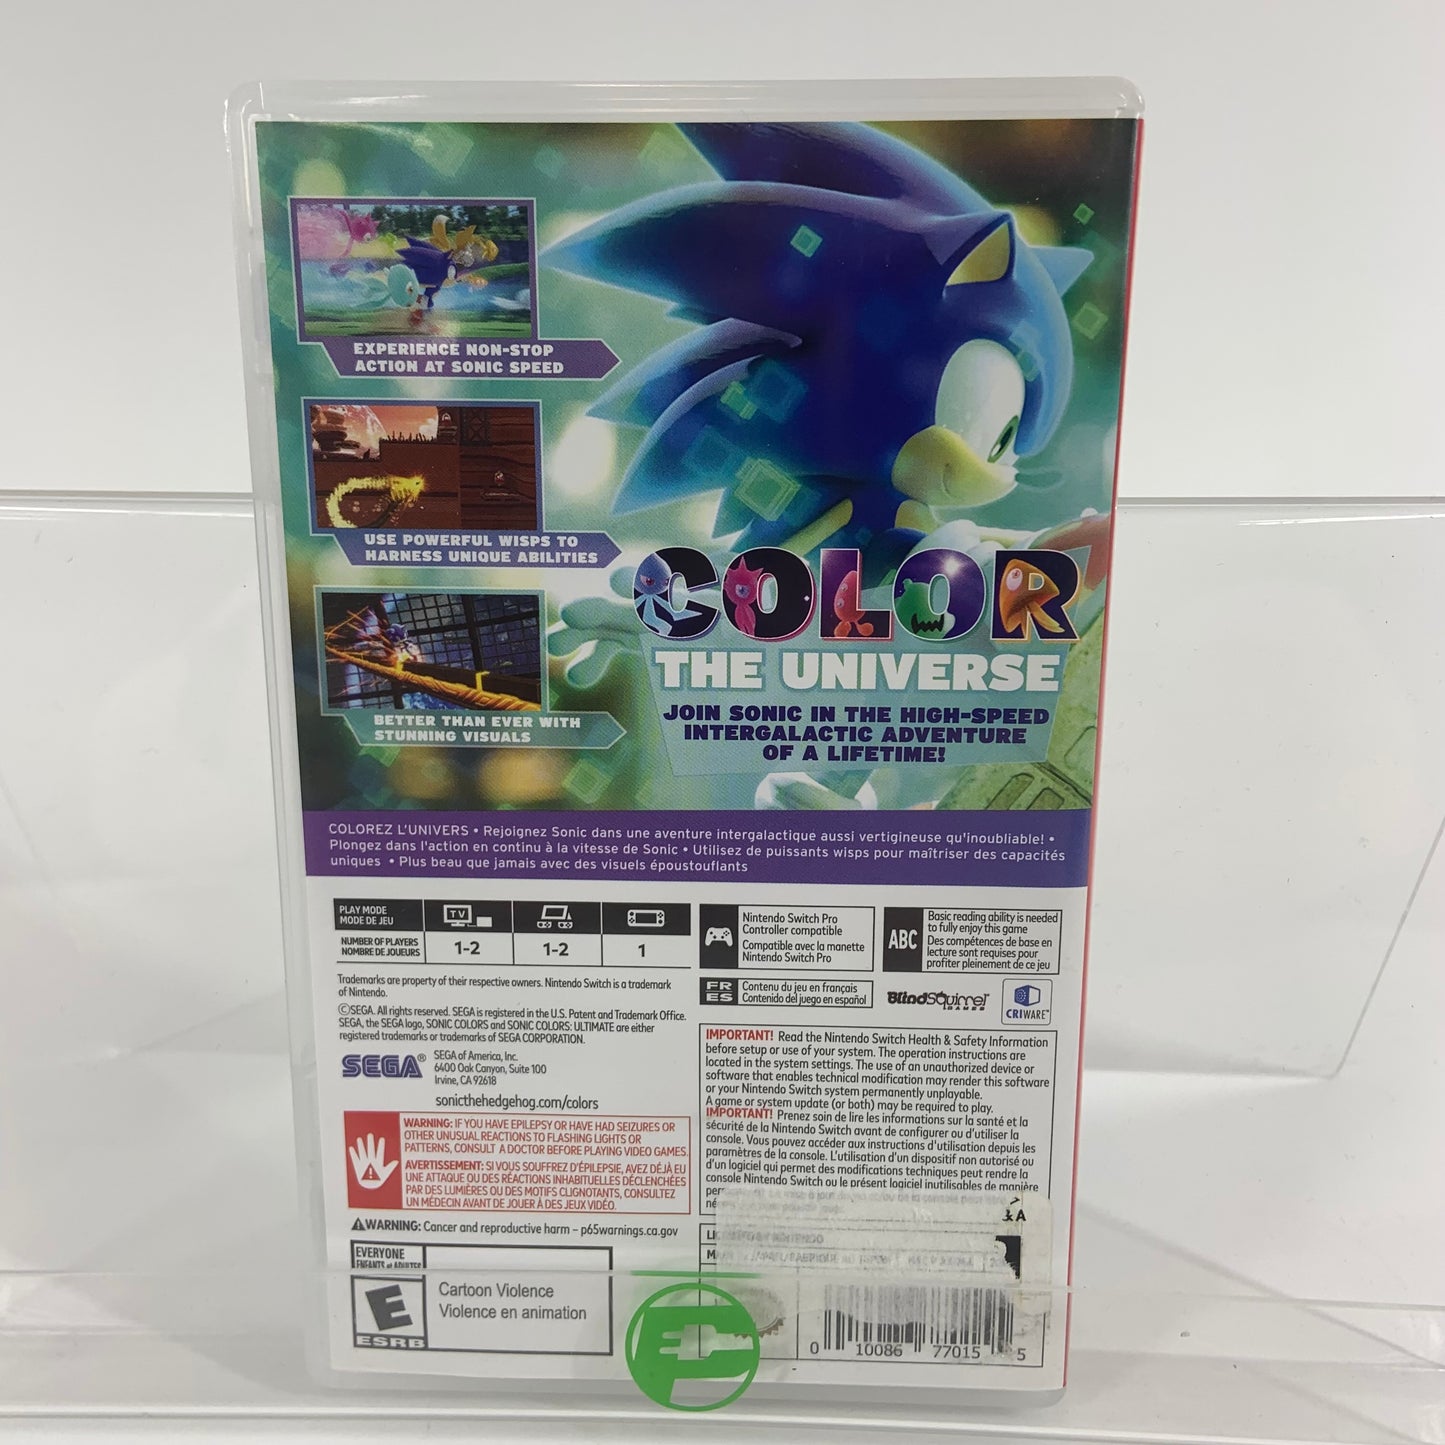 EXPERIENCE NON-STOP
ACTION AT SONIC SPEED
USE POWERFUL WISPS TO
HARNESS UNIQUE ABILITIES
BETTER THAN EVER WITH
STUNNING VISUALS
COLOR
THE UNIVERSE
JOIN SONIC IN THE HIGH-SPEED
INTERGALACTIC ADVENTURE
OF A LIFETIME!
COLOREZ L'UNIVERS • Rejoignez Sonic dans une aventure intergalactique aussi vertigineuse qu'inoubliable! •
Plongez dans l'action en continu à la vitesse de Sonic • Utilisez de puissants wisps pour maîtriser des capacités
uniques • Plus beau que jamais avec des visuels époustouflants
PLAY MODE
MODE DE JEU
TV
NUMBER OF PLAYERS
NOMBRE DE JOUEURS
1-2
1-2
1
Nintendo Switch Pro
Controller compatible
Compatible avec la manette
Nintendo Switch Pro
ABC
Basic reading ability is needed
to fully enjoy this game
Des compétences de base en
lecture sont requises pour
profiter pleinement de ce jeu
Trademarks are property of their respective owners. Nintendo Switch is a trademark
of Nintendo.
©SEGA. All rights reserved. SEGA is registered in the U.S. Patent and Trademark Office.
SEGA, the SEGA logo, SONIC COLORS and SONIC COLORS: ULTIMATE are either
registered trademarks or trademarks of SEGA CORPORATION.
FR
ES
Contenu du jeu en français
Contenido del juego en español
BlindSquirrel
GAMES
CRIWARE™
SEGA®
SEGA of America, Inc.
6400 Oak Canyon, Suite 100
Irvine, CA 92618
sonicthehedgehog.com/colors
WARNING: IF YOU HAVE EPILEPSY OR HAVE HAD SEIZURES OR
OTHER UNUSUAL REACTIONS TO FLASHING LIGHTS OR
PATTERNS, CONSULT A DOCTOR BEFORE PLAYING VIDEO GAMES.
AVERTISSEMENT: SI VOUS SOUFFREZ D'ÉPILEPSIE, AVEZ DÉJÀ EU
UNE ATTAQUE OU DES RÉACTIONS INHABITUELLES DÉCLENCHÉES
PAR DES LUMIÈRES OU DES MOTIFS CLIGNOTANTS, CONSULTEZ
UN MÉDECIN AVANT DE JOUER À DES JEUX VIDÉO.
WARNING: Cancer and reproductive harm – p65warnings.ca.gov
IMPORTANT! Read the Nintendo Switch Health & Safety Information
before setup or use of your system. The operation instructions are
located in the system settings. The use of an unauthorized device or
software that enables technical modification may render this software
or your Nintendo Switch system permanently unplayable.
A game or system update (or both) may be required to play.
IMPORTANT! Prenez soin de lire les informations sur la santé et la
sécurité de la Nintendo Switch avant de configurer ou d'utiliser la
console. Vous pouvez accéder aux instructions d'utilisation depuis les
paramètres de la console. L'utilisation d'un dispositif non autorisé ou
d'un logiciel qui permet des modifications techniques peut rendre la
console Nintendo Switch ou le présent logiciel inutilisables de manière
&A
EVERYONE
ENFANTS et ADULTES
E
ESRB
Cartoon Violence
Violence en animation
0 10086 77015 5